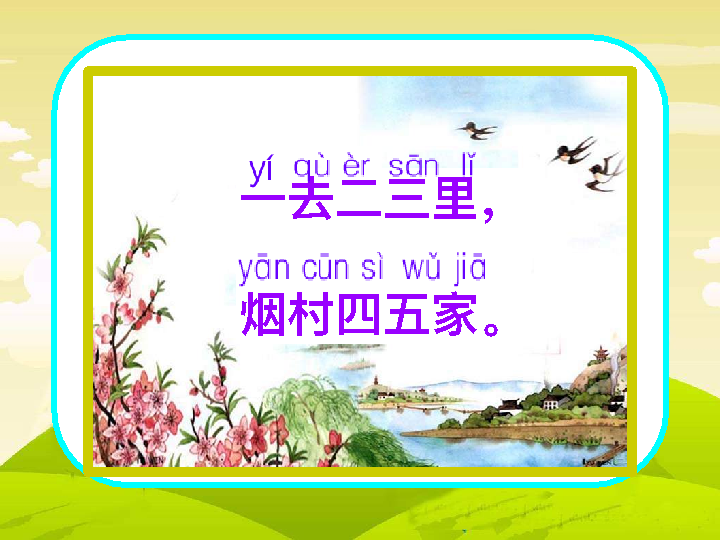 yí qù èr sān lǐ
一去二三里，
yān cūn sì wǔ jiā
烟村四五家。